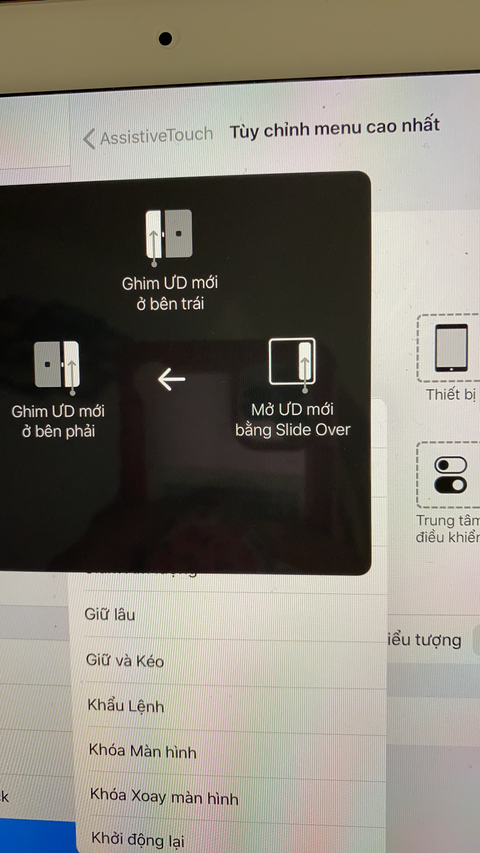 AssistiveTouch
Tùy chỉnh menu cao nhất
Ghim ƯD mới
ở bên trái
Ghim ƯD mới
ở bên phải
Mở ƯD mới
bằng Slide Over
Thiết bị
Trung tâm
điều khiển
Giữ lâu
iểu tượng
Giữ và Kéo
Khẩu Lệnh
Khóa Màn hình
Khóa Xoay màn hình
Khởi động lại